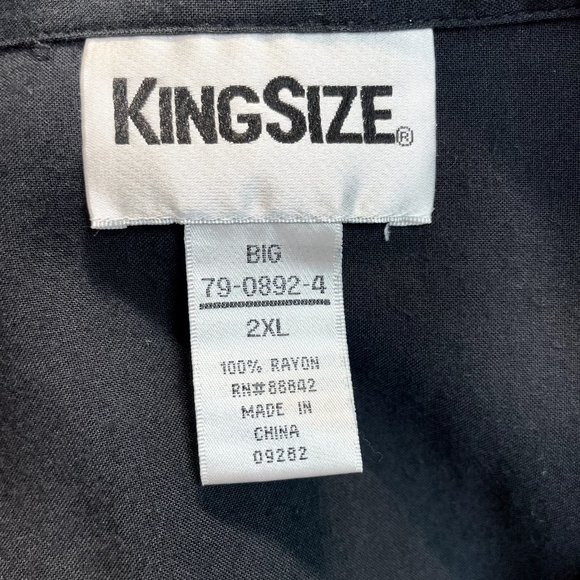 KINGSIZE®
BIG
79-0892-4
2XL
100% RAYON
RN#88842
MADE IN
CHINA
09282